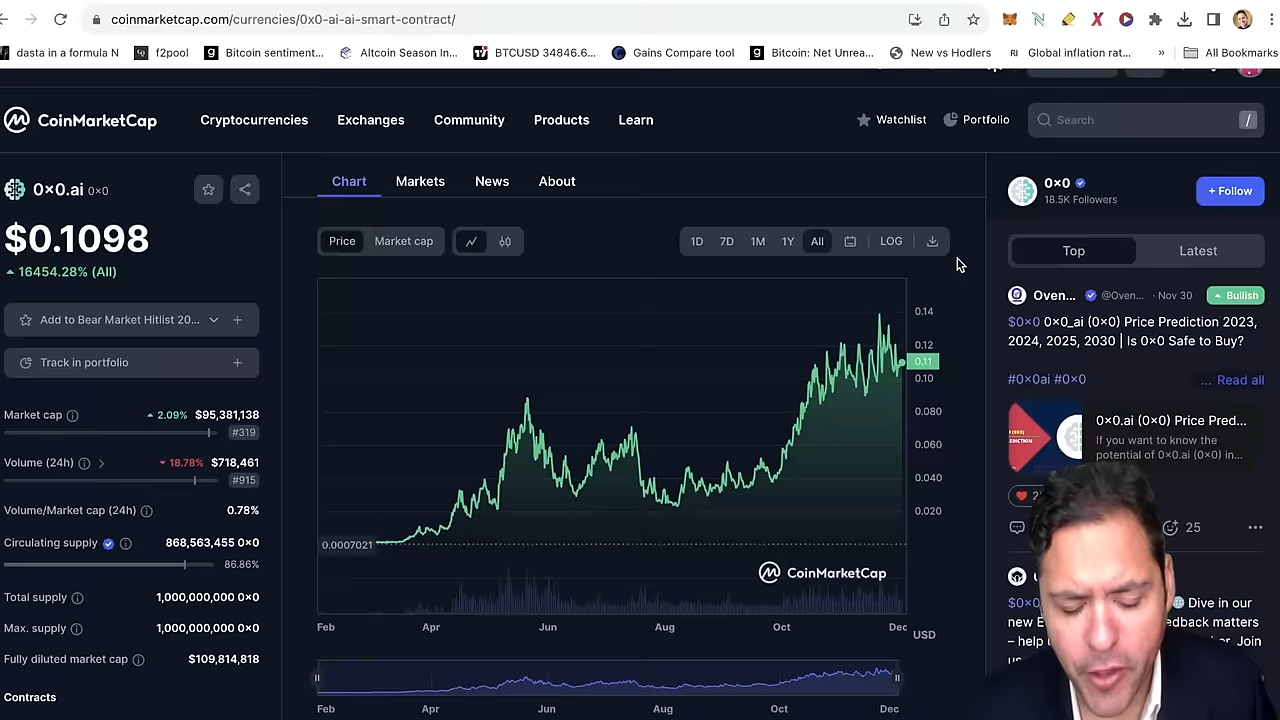 coinmarketcap.com/currencies/0x0-ai-ai-smart-contract/
dasta in a formula N
f2pool
Bitcoin sentiment...
Altcoin Season In...
BTCUSD 34846.6...
Gains Compare tool
Bitcoin: Net Unrea...
New vs Hodlers
Global inflation rat...
»
All Bookmarks
CoinMarketCap
Cryptocurrencies
Exchanges
Community
Products
Learn
Watchlist
Portfolio
Search
/
0×0.ai 0×0
$0.1098
16454.28% (All)
Add to Bear Market Hitlist 20...
Track in portfolio
Market cap 2.09% $95,381,138
#319
Volume (24h) 18.78% $718,461
#915
Volume/Market cap (24h) 0.78%
Circulating supply 868,563,455 0×0
86.86%
Total supply 1,000,000,000 0×0
Max. supply 1,000,000,000 0×0
Fully diluted market cap $109,814,818
Contracts
Chart
Markets
News
About
Price
Market cap
1D
7D
1M
1Y
All
LOG
0.14
0.12
0.11
0.10
0.080
0.060
0.040
0.020
0.0007021
CoinMarketCap
Feb Apr Jun Aug Oct Dec
USD
Feb Apr Jun Aug Oct Dec
0×0
18.5K Followers
+ Follow
Top
Latest
Oven... @Oven... · Nov 30 Bullish
$0×0 0×0_ai (0×0) Price Prediction 2023,
2024, 2025, 2030 | Is 0×0 Safe to Buy?
#0×0ai #0×0 ... Read all
0×0.ai (0×0) Price Pred...
If you want to know the
potential of 0×0.ai (0×0) in...
25
Dive in our
new
matters
– help
Join